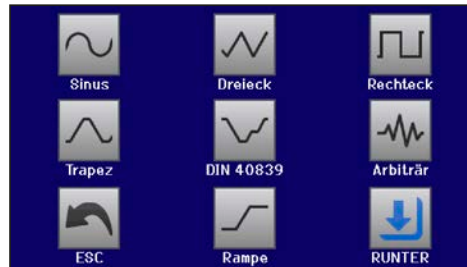 Sinus
Dreieck
Rechteck
Trapez
DIN 40839
Arbiträr
ESC
Rampe
RUNTER